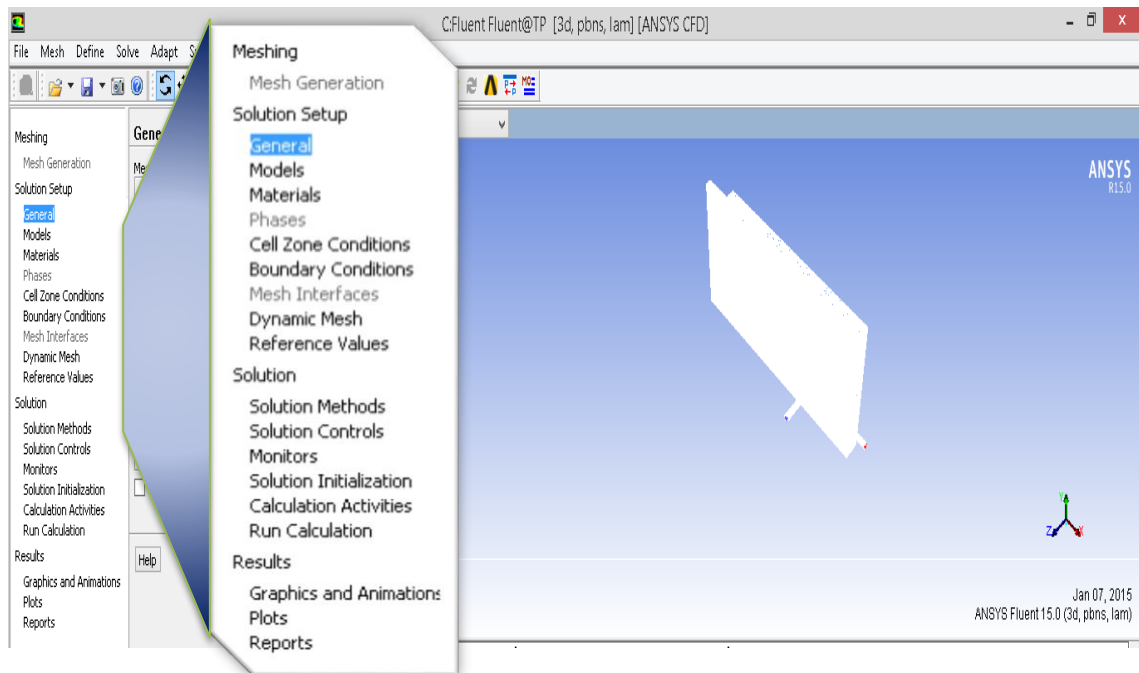 C:Fluent Fluent@TP [3d, pbns, lam] [ANSYS CFD]
File Mesh Define Solve Adapt S
Meshing
Mesh Generation
Solution Setup
General
Models
Materials
Phases
Cell Zone Conditions
Boundary Conditions
Mesh Interfaces
Dynamic Mesh
Reference Values
Solution
Solution Methods
Solution Controls
Monitors
Solution Initialization
Calculation Activities
Run Calculation
Results
Graphics and Animations
Plots
Reports
Gene
Me
Help
Meshing
Mesh Generation
Solution Setup
General
Models
Materials
Phases
Cell Zone Conditions
Boundary Conditions
Mesh Interfaces
Dynamic Mesh
Reference Values
Solution
Solution Methods
Solution Controls
Monitors
Solution Initialization
Calculation Activities
Run Calculation
Results
Graphics and Animations
Plots
Reports
ANSYS
R15.0
Y
Z X
Jan 07, 2015
ANSYS Fluent 15.0 (3d, pbns, lam)